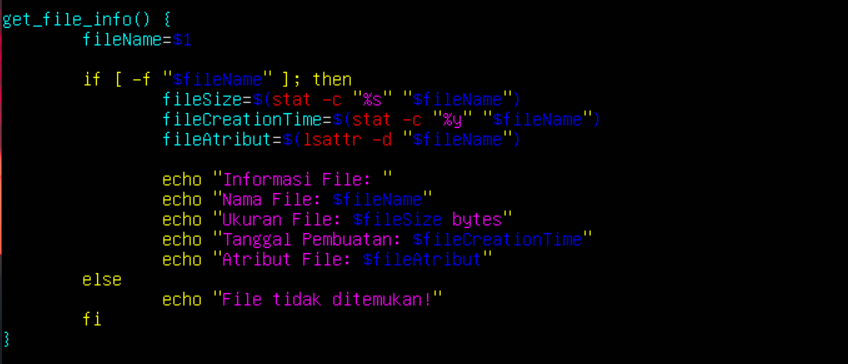 get_file_info() {
        fileName=$1

        if [ -f "$fileName" ]; then
                fileSize=$(stat -c "%s" "$fileName")
                fileCreationTime=$(stat -c "%y" "$fileName")
                fileAtribut=$(lsattr -d "$fileName")

                echo "Informasi File: "
                echo "Nama File: $fileName"
                echo "Ukuran File: $fileSize bytes"
                echo "Tanggal Pembuatan: $fileCreationTime"
                echo "Atribut File: $fileAtribut"
        else
                echo "File tidak ditemukan!"
        fi
}